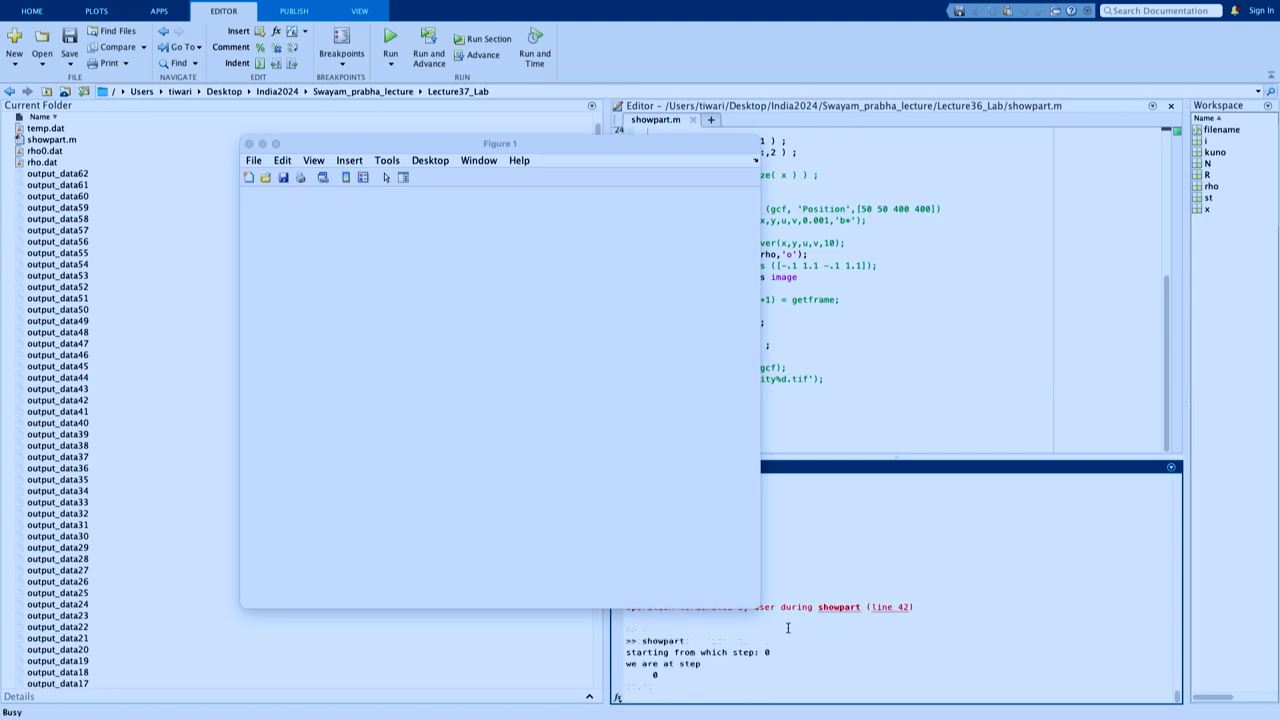 HOME PLOTS APPS EDITOR PUBLISH VIEW Search Documentation Sign In
New Open Save Find Files Compare Print Go To Find Insert Comment Indent fx Breakpoints Run Run and Advance Run Section Advance Run and Time
FILE NAVIGATE EDIT BREAKPOINTS RUN
/ Users tiwari Desktop India2024 Swayam_prabha_lecture Lecture37_Lab
Current Folder
Name
temp.dat
showpart.m
rho0.dat
rho.dat
output_data62
output_data61
output_data60
output_data59
output_data58
output_data57
output_data56
output_data55
output_data54
output_data53
output_data52
output_data51
output_data50
output_data49
output_data48
output_data47
output_data46
output_data45
output_data44
output_data43
output_data42
output_data41
output_data40
output_data39
output_data38
output_data37
output_data36
output_data35
output_data34
output_data33
output_data32
output_data31
output_data30
output_data29
output_data28
output_data27
output_data26
output_data25
output_data24
output_data23
output_data22
output_data21
output_data20
output_data19
output_data18
output_data17
Details
Busy
Figure 1
File Edit View Insert Tools Desktop Window Help
Editor - /Users/tiwari/Desktop/India2024/Swayam_prabha_lecture/Lecture36_Lab/showpart.m
showpart.m
24
1 ) ;
:,2 ) ;
ze( x ) ) ;
(gcf, 'Position',[50 50 400 400])
x,y,u,v,0.001,'b*');
ver(x,y,u,v,10);
rho,'o');
s ([-.1 1.1 -.1 1.1]);
s image
+1) = getframe;
;
;
gcf);
ity%d.tif');
user during showpart (line 42)
>> showpart
starting from which step: 0
we are at step
0
fx
Workspace
Name
filename
i
kuno
N
R
rho
st
x